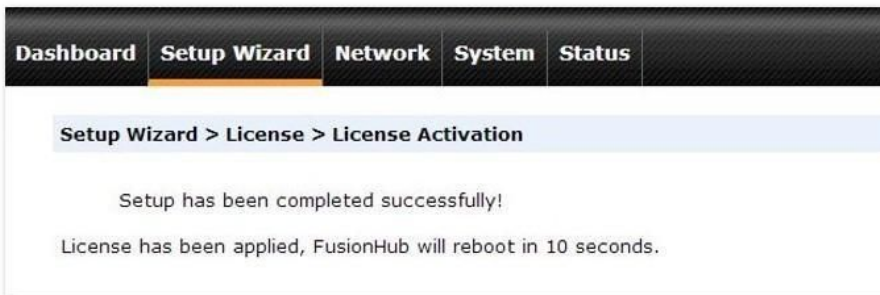 Dashboard Setup Wizard Network System Status
Setup Wizard > License > License Activation
Setup has been completed successfully!
License has been applied, FusionHub will reboot in 10 seconds.